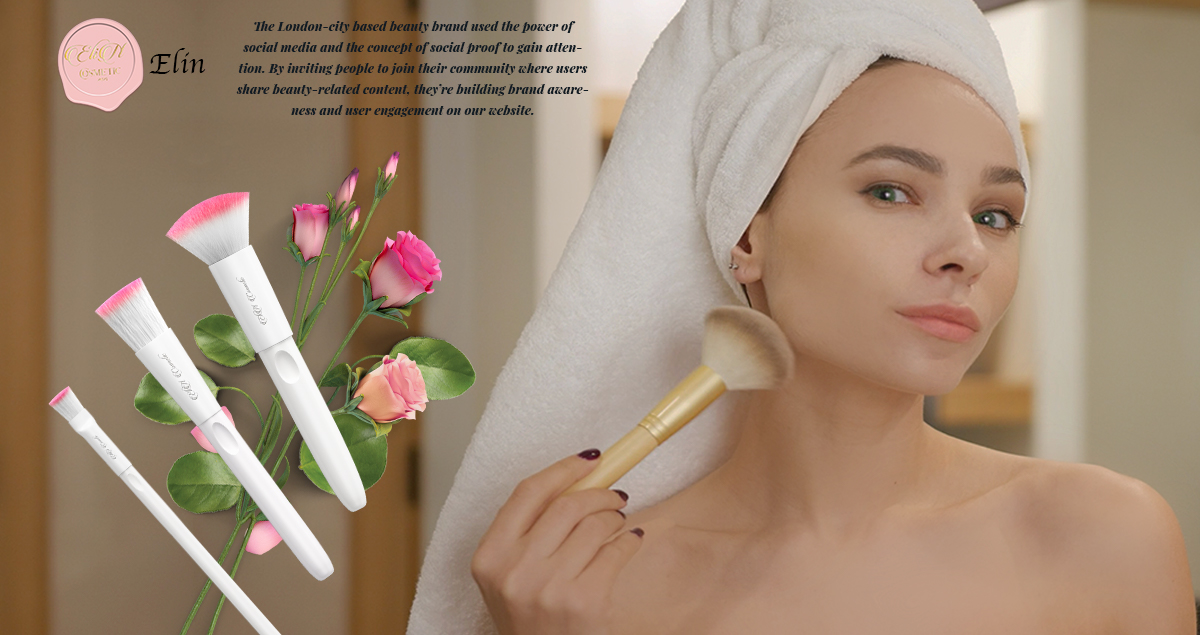 EliN
COSMETIC
Elin
The London-city based beauty brand used the power of
social media and the concept of social proof to gain atten-
tion. By inviting people to join their community where users
share beauty-related content, they're building brand aware-
ness and user engagement on our website.